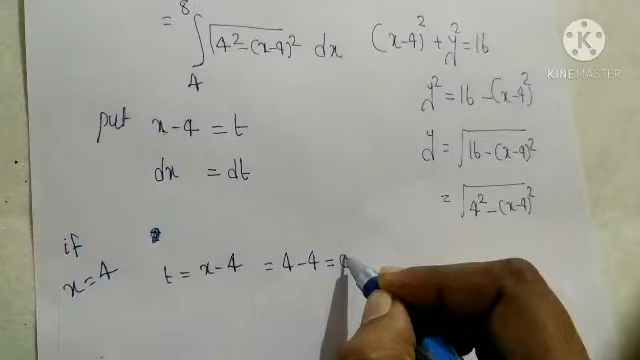 = ∫₄⁸ √(4² – (x-4)²) dx
put x – 4 = t
dx = dt
if
x = 4 t = x – 4 = 4 – 4 = 0
(x-4)² + y² = 16
y² = 16 – (x-4)²
y = √(16 – (x-4)²)
= √(4² – (x-4)²)
KINEMASTER